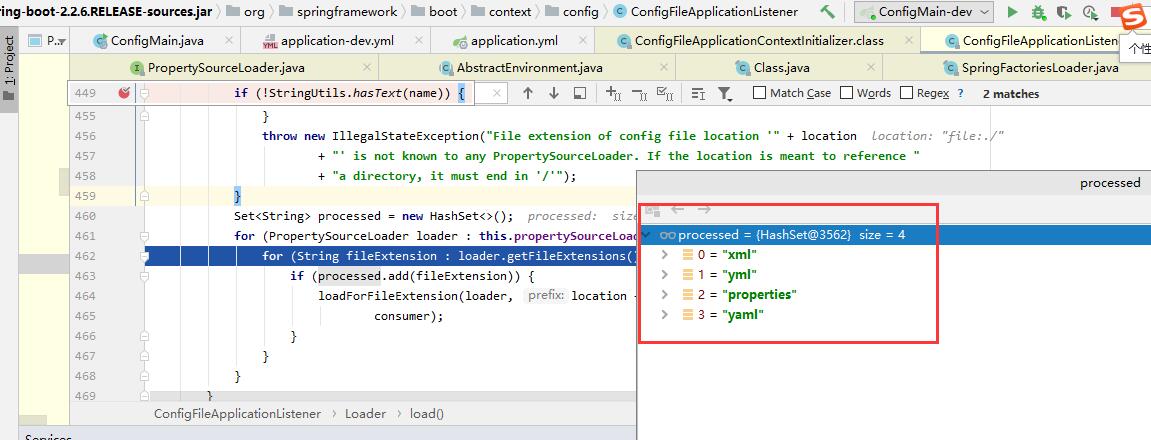 ring-boot-2.2.6.RELEASE-sources.jar org springframework boot context config ConfigFileApplicationListener ConfigMain-dev
个性
1: Project
P...
ConfigMain.java application-dev.yml application.yml ConfigFileApplicationContextInitializer.class ConfigFileApplicationListen
PropertySourceLoader.java AbstractEnvironment.java Class.java SpringFactoriesLoader.java
449 if (!StringUtils.hasText(name)) { Match Case Words Regex ? 2 matches
455 }
456 throw new IllegalStateException("File extension of config file location '" + location location: "file:./"
457 + "' is not known to any PropertySourceLoader. If the location is meant to reference "
458 + "a directory, it must end in '/'");
459 }
460 Set<String> processed = new HashSet<>(); processed: size
461 for (PropertySourceLoader loader : this.propertySourceLoad
462 for (String fileExtension : loader.getFileExtensions()
463 if (processed.add(fileExtension)) {
464 loadForFileExtension(loader, prefix: location +
465 consumer);
466 }
467 }
468 }
469 }
processed
processed = {HashSet@3562} size = 4
0 = "xml"
1 = "yml"
2 = "properties"
3 = "yaml"
ConfigFileApplicationListener Loader load()
Services